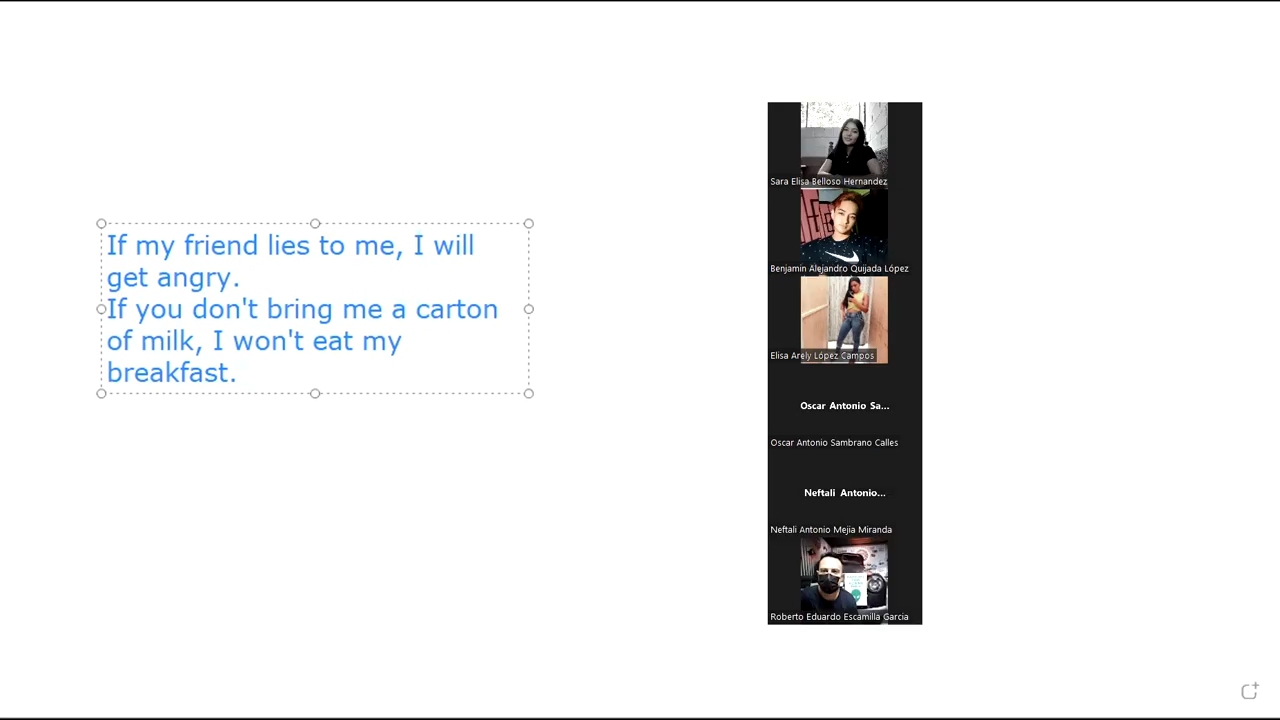 If my friend lies to me, I will
get angry.
If you don't bring me a carton
of milk, I won't eat my
breakfast.
Sara Elisa Belloso Hernandez
Benjamin Alejandro Quijada López
Elisa Arely López Campos
Oscar Antonio Sa...
Oscar Antonio Sambrano Calles
Neftali Antonio...
Neftali Antonio Mejia Miranda
Roberto Eduardo Escamilla Garcia